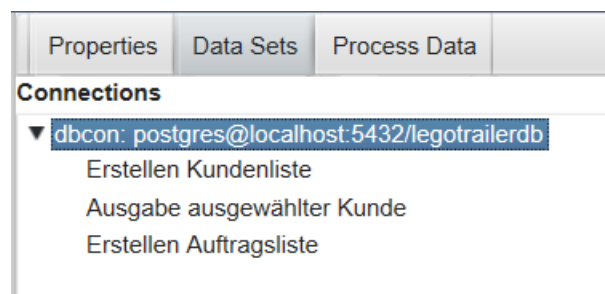 Properties Data Sets Process Data
Connections
dbcon: postgres@localhost:5432/legotrailerdb
Erstellen Kundenliste
Ausgabe ausgewählter Kunde
Erstellen Auftragsliste